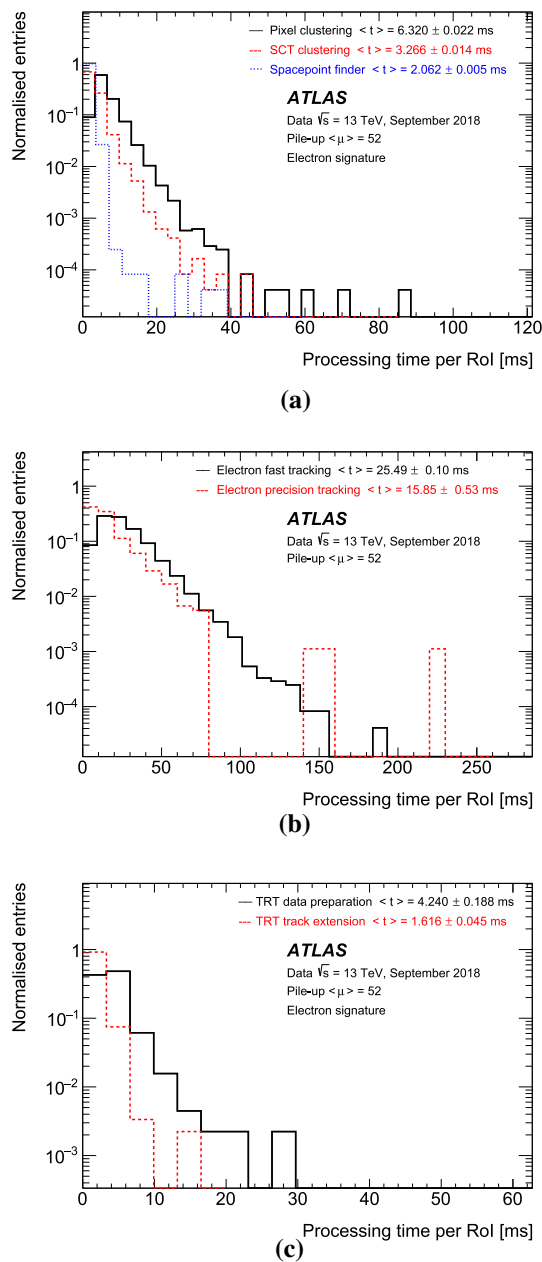 Normalised entries
Pixel clustering < t > = 6.320 ± 0.022 ms
SCT clustering < t > = 3.266 ± 0.014 ms
Spacepoint finder < t > = 2.062 ± 0.005 ms
ATLAS
Data √s = 13 TeV, September 2018
Pile-up < μ > = 52
Electron signature
1
10⁻¹
10⁻²
10⁻³
10⁻⁴
0 20 40 60 80 100 120
Processing time per RoI [ms]
(a)
Normalised entries
Electron fast tracking < t > = 25.49 ± 0.10 ms
Electron precision tracking < t > = 15.85 ± 0.53 ms
ATLAS
Data √s = 13 TeV, September 2018
Pile-up < μ > = 52
1
10⁻¹
10⁻²
10⁻³
10⁻⁴
0 50 100 150 200 250
Processing time per RoI [ms]
(b)
Normalised entries
TRT data preparation < t > = 4.240 ± 0.188 ms
TRT track extension < t > = 1.616 ± 0.045 ms
ATLAS
Data √s = 13 TeV, September 2018
Pile-up < μ > = 52
Electron signature
1
10⁻¹
10⁻²
10⁻³
0 10 20 30 40 50 60
Processing time per RoI [ms]
(c)